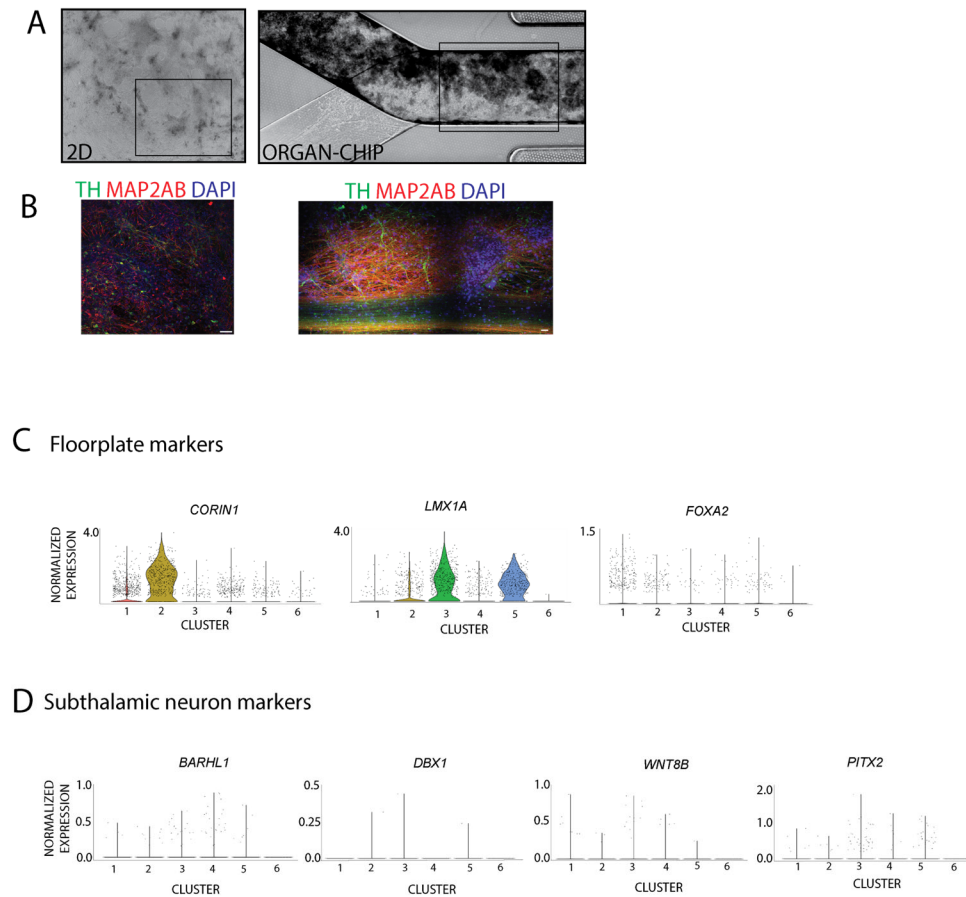 A
2D
ORGAN-CHIP
B
TH MAP2AB DAPI
TH MAP2AB DAPI
C Floorplate markers
CORIN1
LMX1A
FOXA2
NORMALIZED
EXPRESSION
4.0
1 2 3 4 5 6
CLUSTER
4.0
1 2 3 4 5 6
CLUSTER
1.5
1 2 3 4 5 6
CLUSTER
D Subthalamic neuron markers
BARHL1
DBX1
WNT8B
PITX2
NORMALIZED
EXPRESSION
1.0
0.5
0.0
1 2 3 4 5 6
CLUSTER
0.5
0.25
0.0
1 2 3 4 5 6
CLUSTER
1.0
0.5
0.0
1 2 3 4 5 6
CLUSTER
2.0
1.0
0.0
1 2 3 4 5 6
CLUSTER